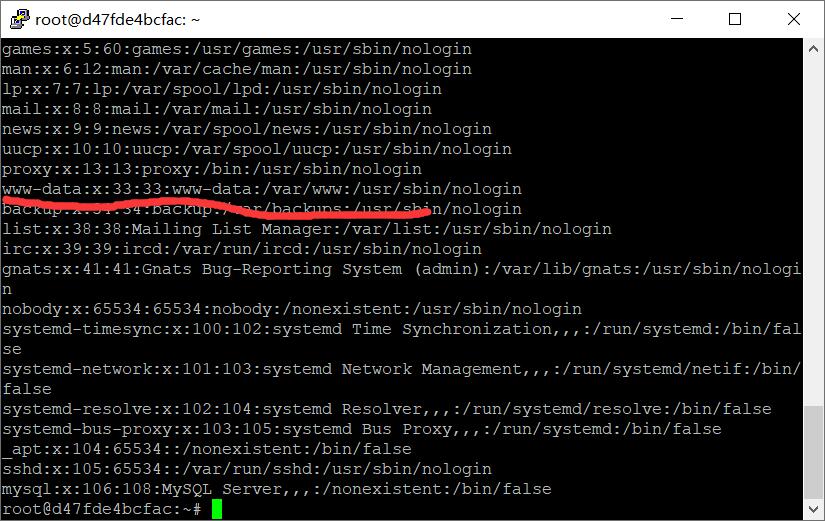 root@d47fde4bcfac: ~
games:x:5:60:games:/usr/games:/usr/sbin/nologin
man:x:6:12:man:/var/cache/man:/usr/sbin/nologin
lp:x:7:7:lp:/var/spool/lpd:/usr/sbin/nologin
mail:x:8:8:mail:/var/mail:/usr/sbin/nologin
news:x:9:9:news:/var/spool/news:/usr/sbin/nologin
uucp:x:10:10:uucp:/var/spool/uucp:/usr/sbin/nologin
proxy:x:13:13:proxy:/bin:/usr/sbin/nologin
www-data:x:33:33:www-data:/var/www:/usr/sbin/nologin
backup:x:34:34:backup:/var/backups:/usr/sbin/nologin
list:x:38:38:Mailing List Manager:/var/list:/usr/sbin/nologin
irc:x:39:39:ircd:/var/run/ircd:/usr/sbin/nologin
gnats:x:41:41:Gnats Bug-Reporting System (admin):/var/lib/gnats:/usr/sbin/nologi
n
nobody:x:65534:65534:nobody:/nonexistent:/usr/sbin/nologin
systemd-timesync:x:100:102:systemd Time Synchronization,,,:/run/systemd:/bin/fal
se
systemd-network:x:101:103:systemd Network Management,,,:/run/systemd/netif:/bin/
false
systemd-resolve:x:102:104:systemd Resolver,,,:/run/systemd/resolve:/bin/false
systemd-bus-proxy:x:103:105:systemd Bus Proxy,,,:/run/systemd:/bin/false
_apt:x:104:65534::/nonexistent:/bin/false
sshd:x:105:65534::/var/run/sshd:/usr/sbin/nologin
mysql:x:106:108:MySQL Server,,,:/nonexistent:/bin/false
root@d47fde4bcfac:~#